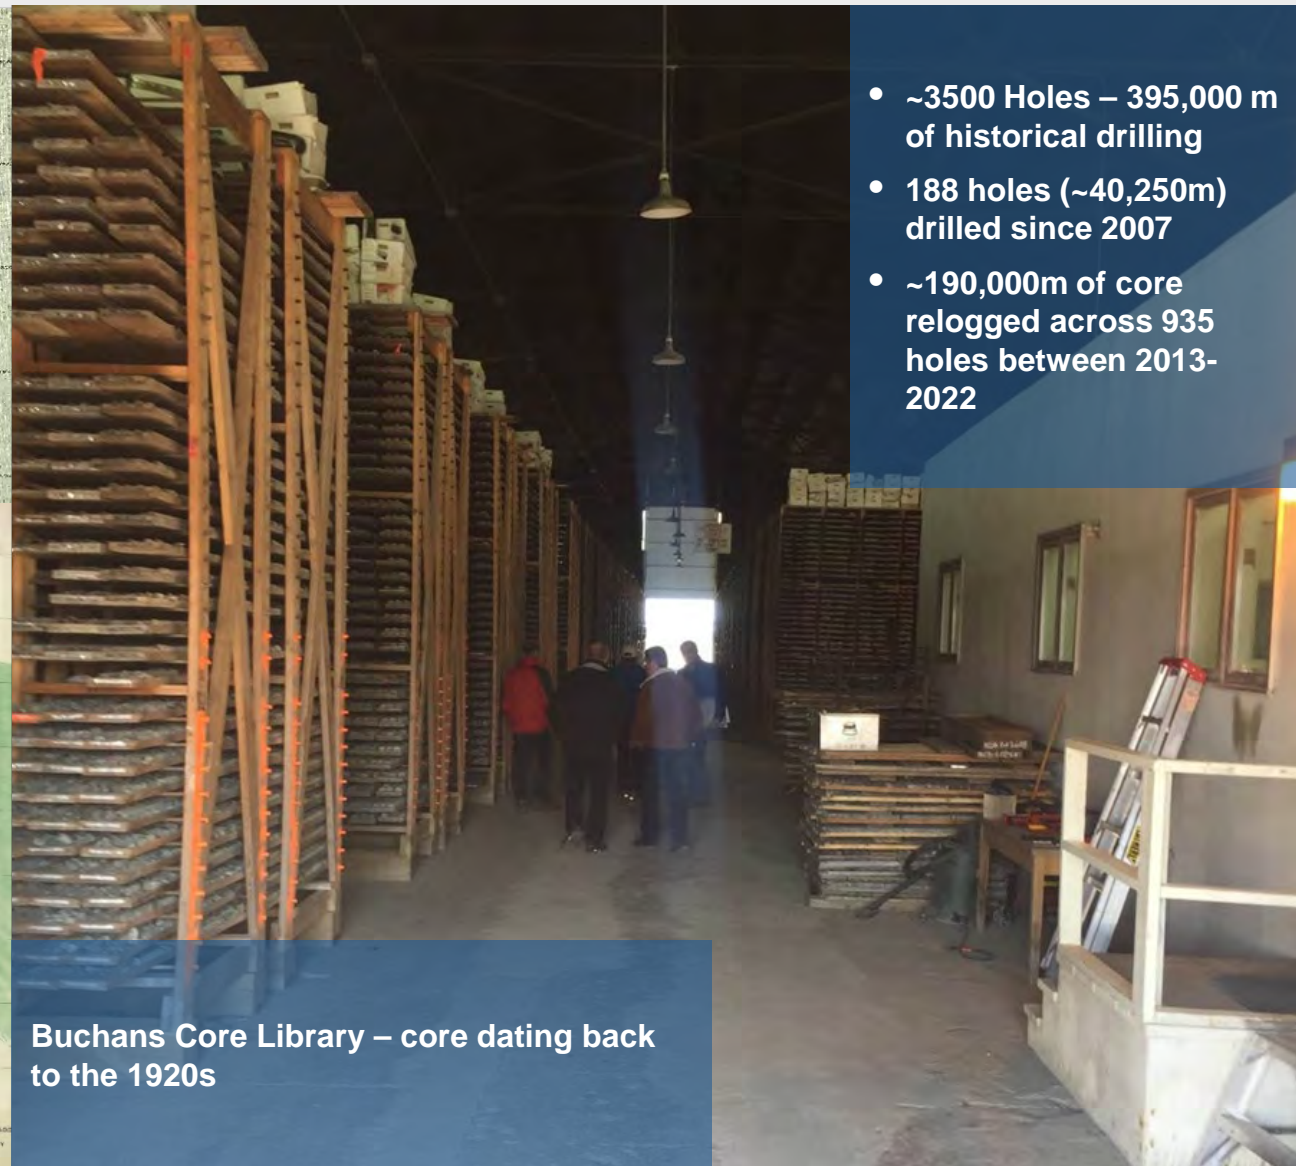 • ~3500 Holes – 395,000 m
of historical drilling
• 188 holes (~40,250m)
drilled since 2007
• ~190,000m of core
relogged across 935
holes between 2013-
2022
Buchans Core Library – core dating back
to the 1920s